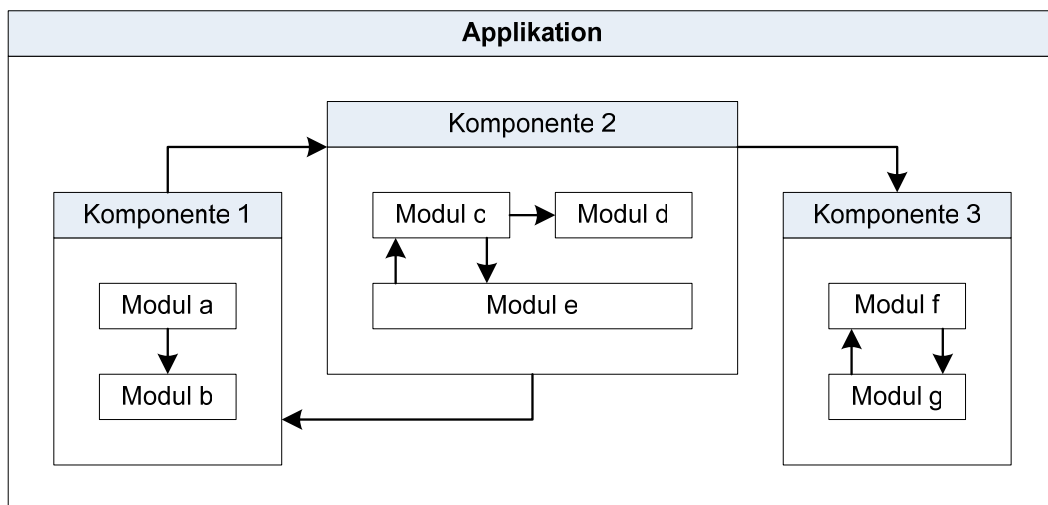 Applikation
Komponente 2
Komponente 1
Komponente 3
Modul c
Modul d
Modul a
Modul e
Modul f
Modul b
Modul g